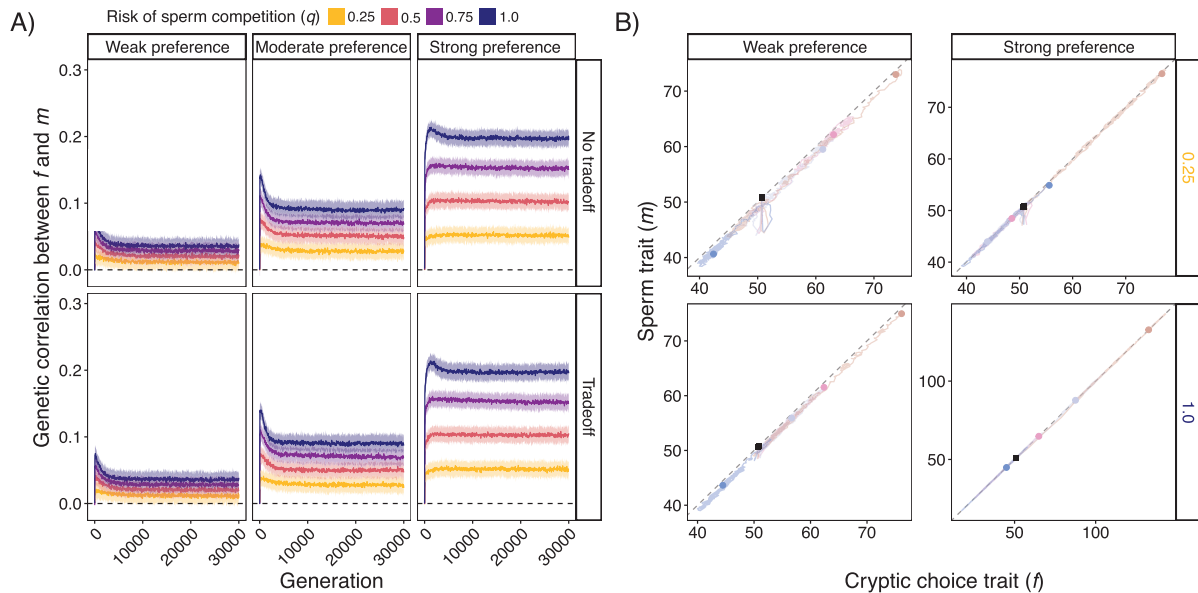 A)
Risk of sperm competition (q) 0.25 0.5 0.75 1.0
Weak preference Moderate preference Strong preference
Genetic correlation between f and m
0.3
0.2
0.1
0.0
No tradeoff
0.3
0.2
0.1
0.0
Tradeoff
0 10000 20000 30000 0 10000 20000 30000 0 10000 20000 30000
Generation
B)
Weak preference Strong preference
Sperm trait (m)
70
60
50
40
40 50 60 70
70
60
50
40
40 50 60 70
0.25
70
60
50
40
40 50 60 70
100
50
50 100
1.0
Cryptic choice trait (f)